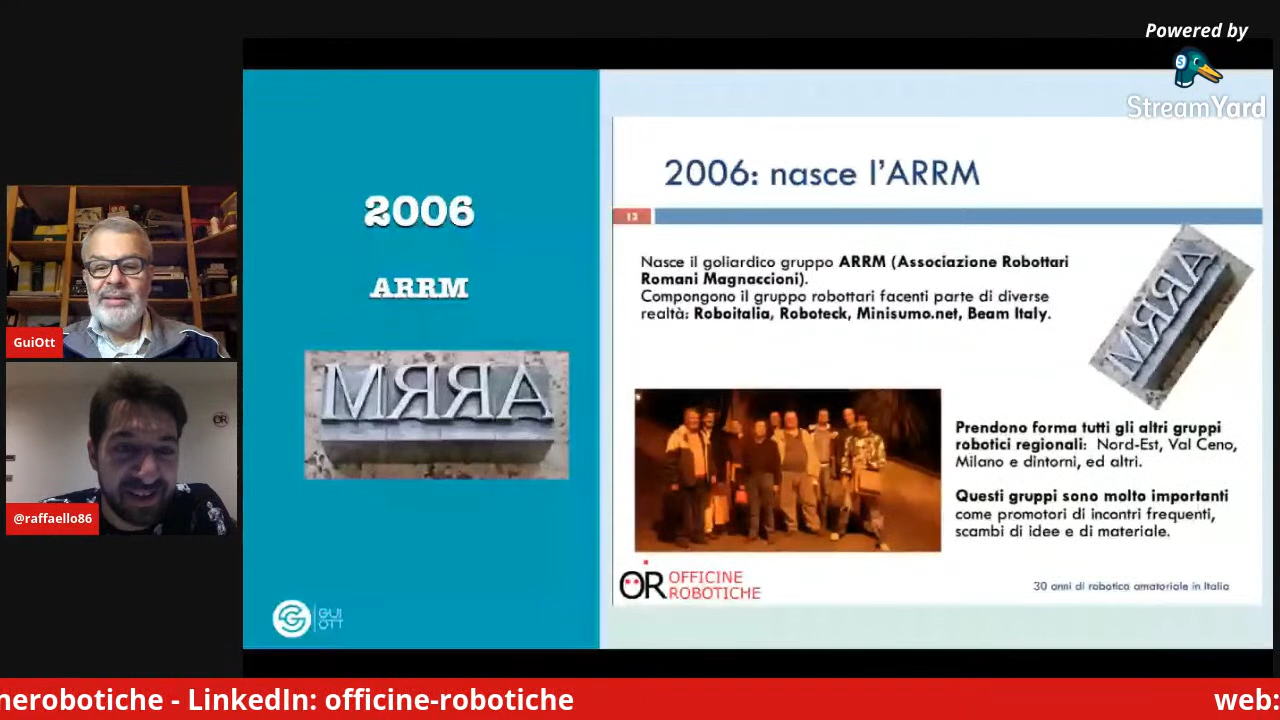 Powered by
StreamYard
2006
ARRM
ARRM
GUI
OTT
2006: nasce l'ARRM
13
Nasce il goliardico gruppo ARRM (Associazione Robottari
Romani Magnaccioni).
Compongono il gruppo robottari facenti parte di diverse
realtà: Roboitalia, Roboteck, Minisumo.net, Beam Italy.
ARRM
Prendono forma tutti gli altri gruppi
robotici regionali: Nord-Est, Val Ceno,
Milano e dintorni, ed altri.
Questi gruppi sono molto importanti
come promotori di incontri frequenti,
scambi di idee e di materiale.
OR OFFICINE
ROBOTICHE
30 anni di robotica amatoriale in Italia
GuiOtt
OR
@raffaello86
nerobotiche - LinkedIn: officine-robotiche
web: